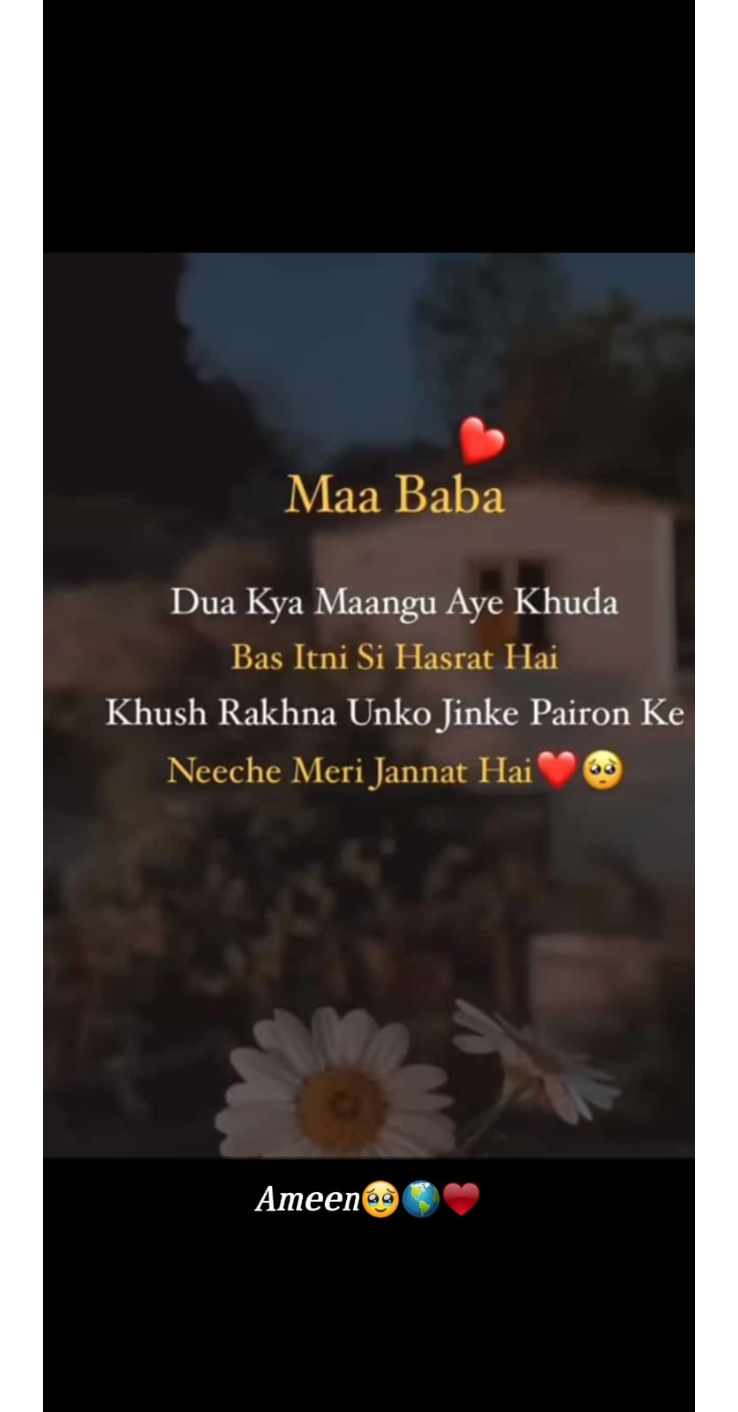 Maa Baba
Dua Kya Maangu Aye Khuda
Bas Itni Si Hasrat Hai
Khush Rakhna Unko Jinke Pairon Ke
Neeche Meri Jannat Hai❤️🥺
Ameen🥹🌎♥️